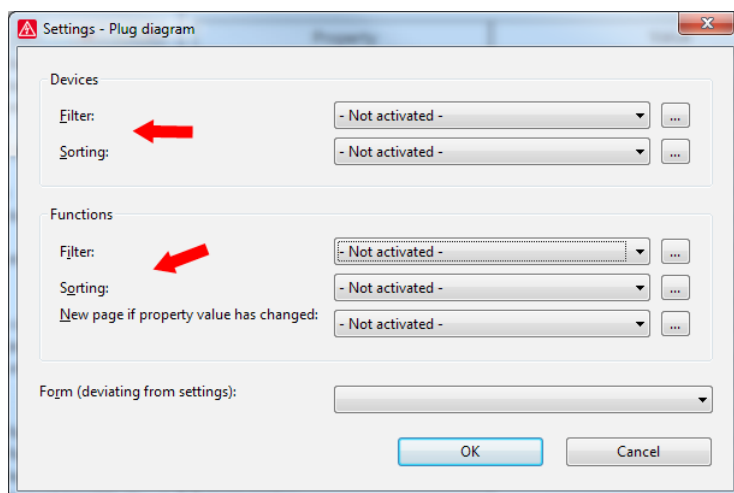 Settings - Plug diagram
Devices
Filter: - Not activated - ...
Sorting: - Not activated - ...
Functions
Filter: - Not activated - ...
Sorting: - Not activated - ...
New page if property value has changed: - Not activated - ...
Form (deviating from settings):
OK Cancel